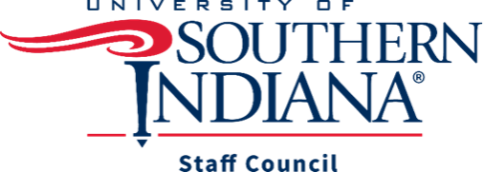 UNIVERSITY OF
SOUTHERN
INDIANA®
Staff Council